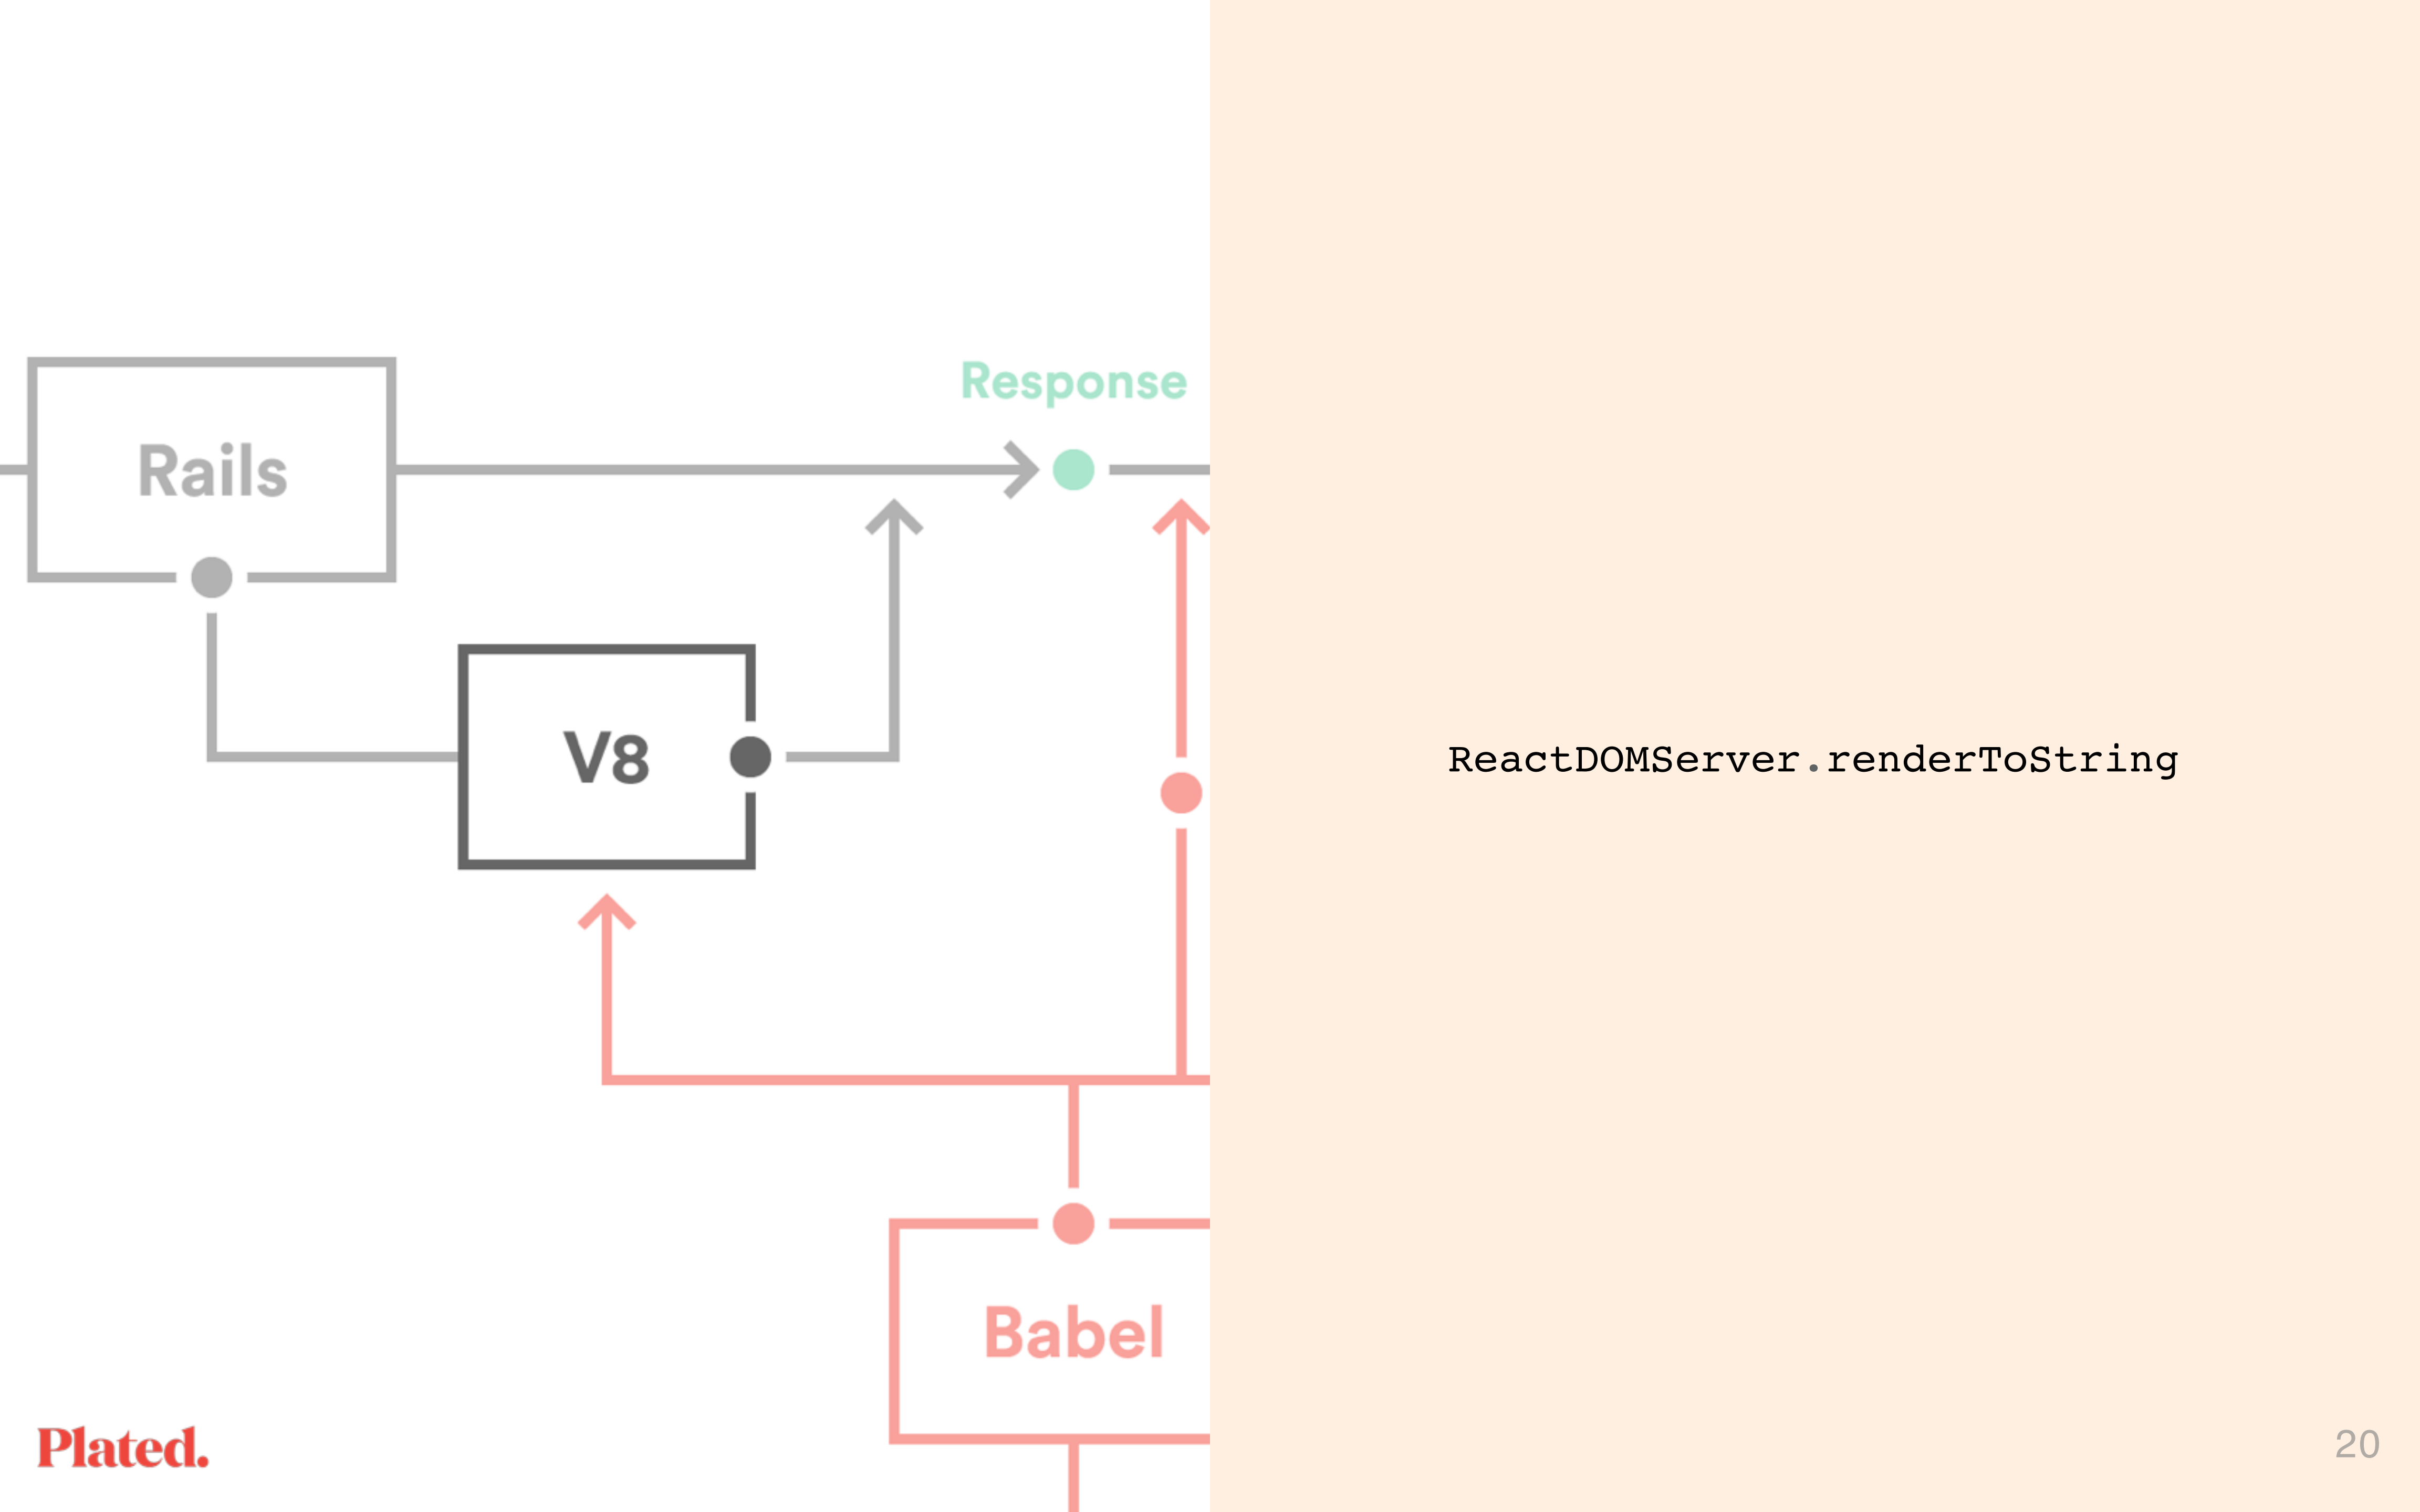 Response
Rails
V8
ReactDOMServer.renderToString
Babel
Plated.
20